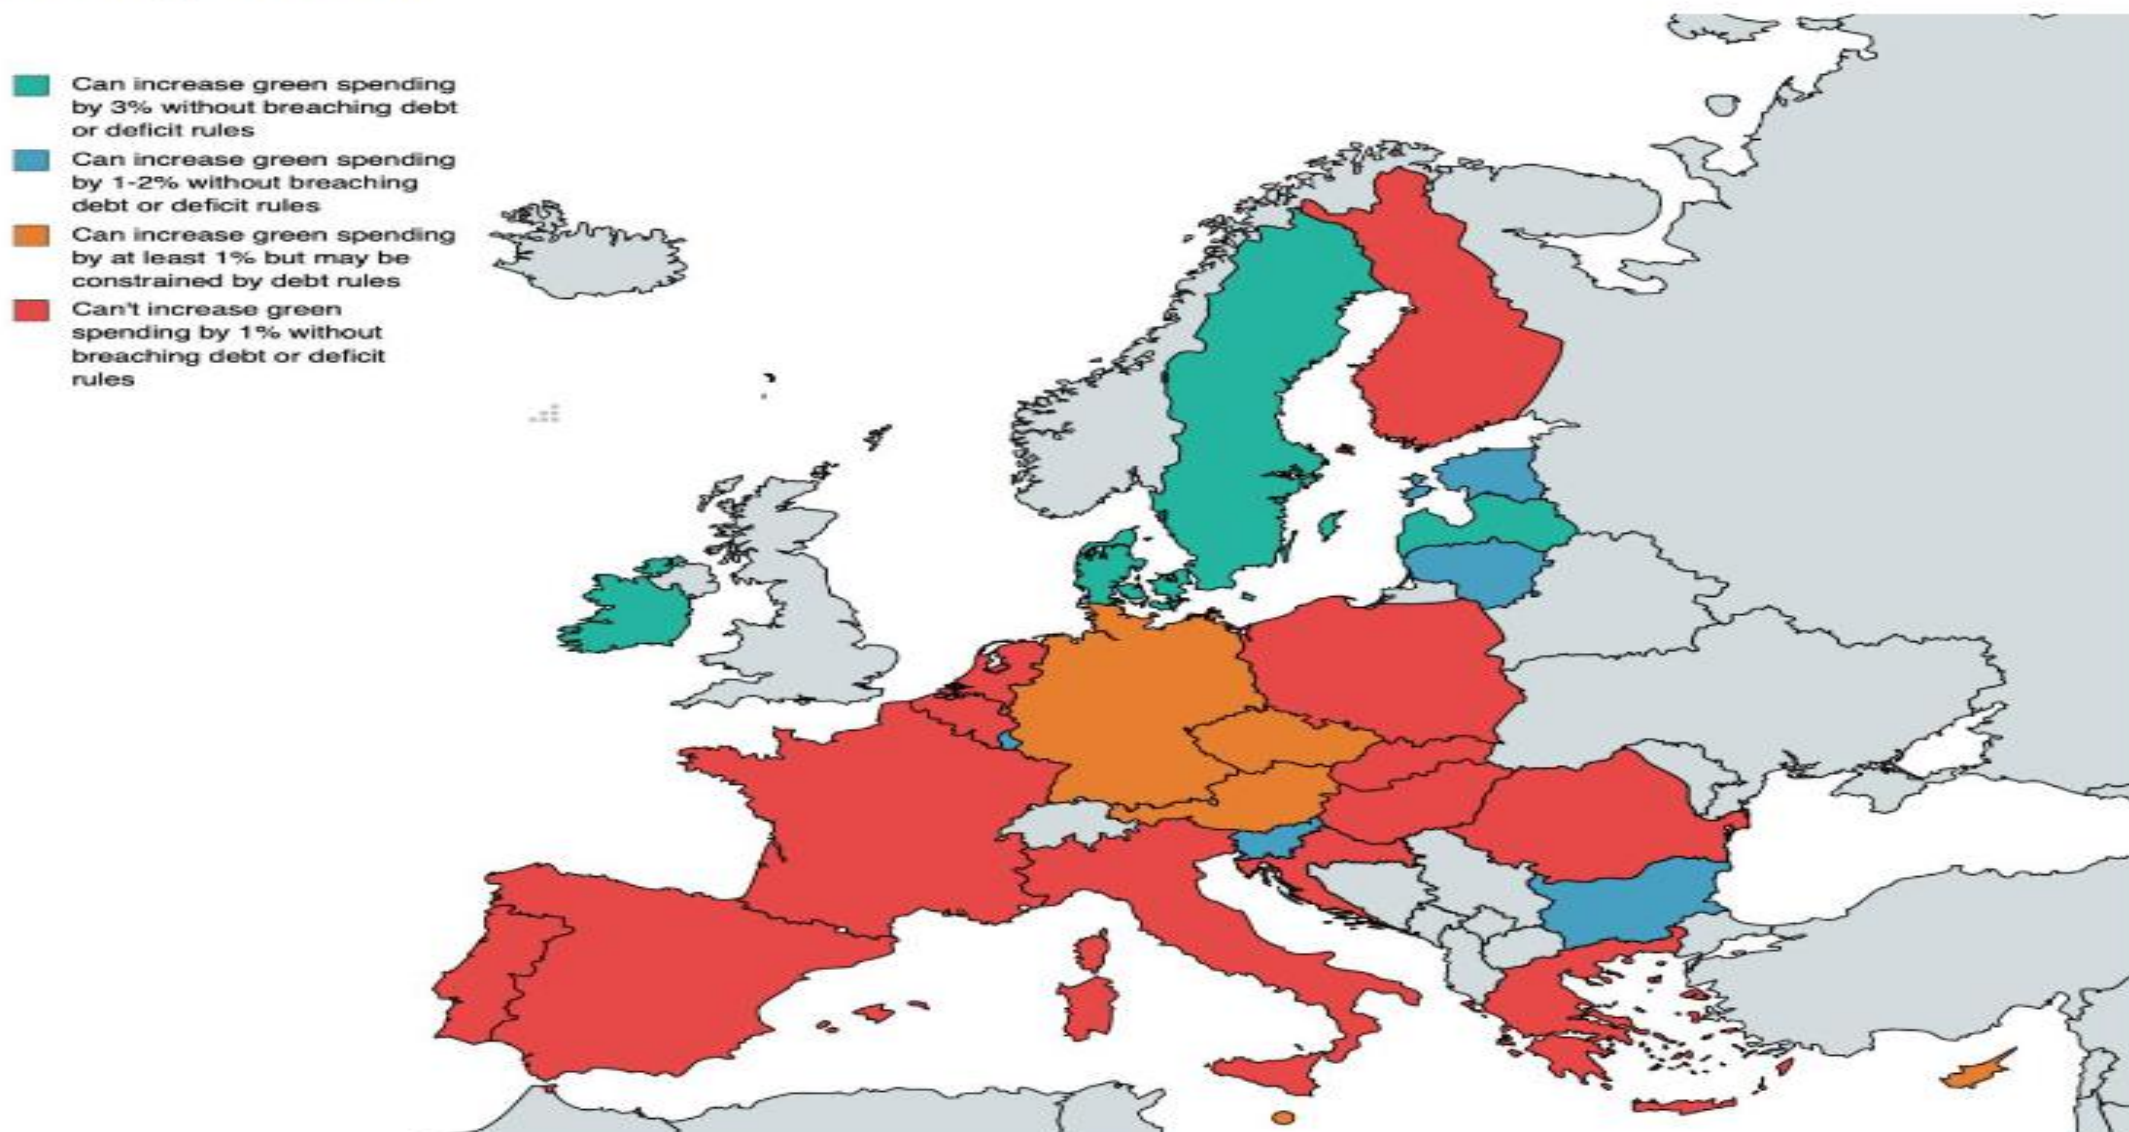 Can increase green spending
by 3% without breaching debt
or deficit rules
Can increase green spending
by 1-2% without breaching
debt or deficit rules
Can increase green spending
by at least 1% but may be
constrained by debt rules
Can't increase green
spending by 1% without
breaching debt or deficit
rules